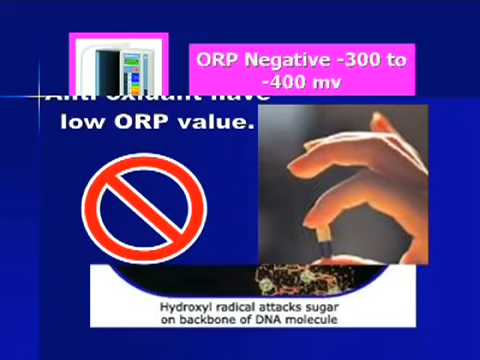 ORP Negative -300 to
-400 mv
Anti oxidant have
low ORP value.
Hydroxyl radical attacks sugar
on backbone of DNA molecule